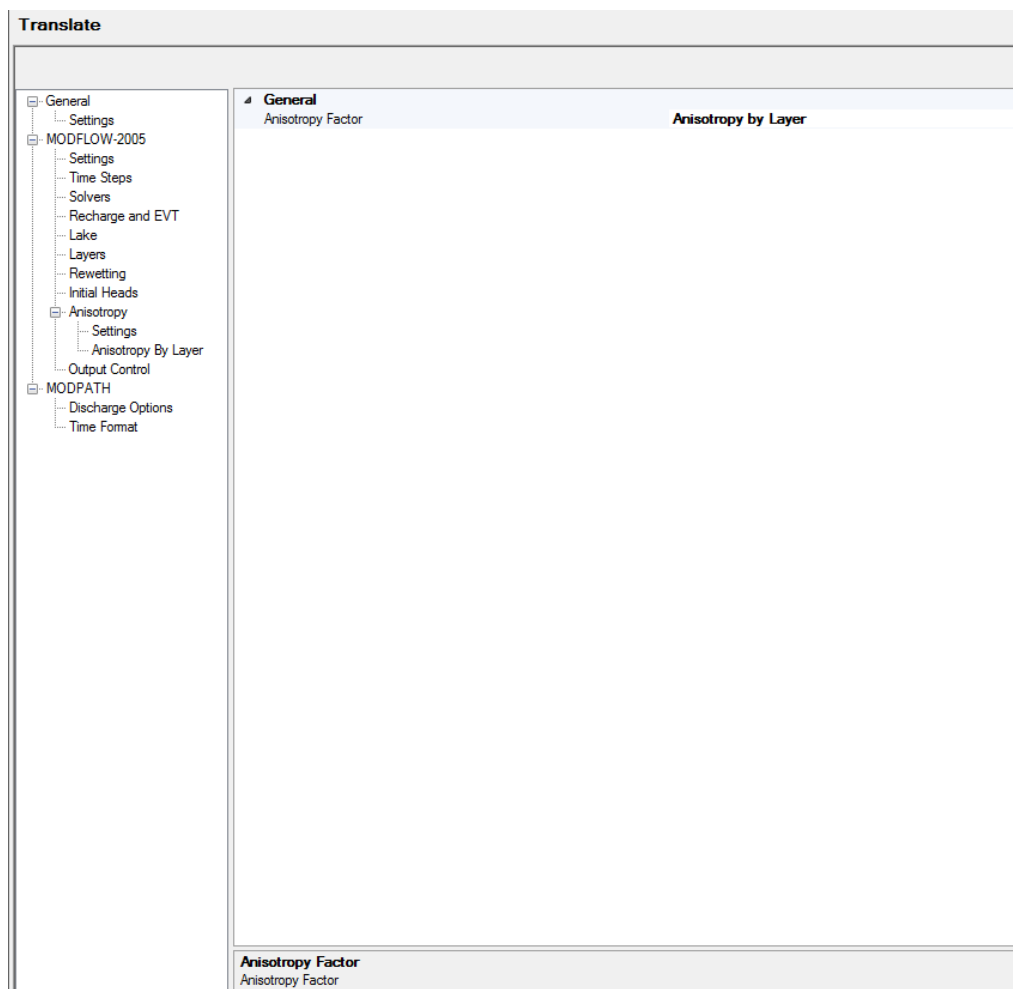 Translate
General
Settings
MODFLOW-2005
Settings
Time Steps
Solvers
Recharge and EVT
Lake
Layers
Rewetting
Initial Heads
Anisotropy
Settings
Anisotropy By Layer
Output Control
MODPATH
Discharge Options
Time Format
General
Anisotropy Factor Anisotropy by Layer
Anisotropy Factor
Anisotropy Factor